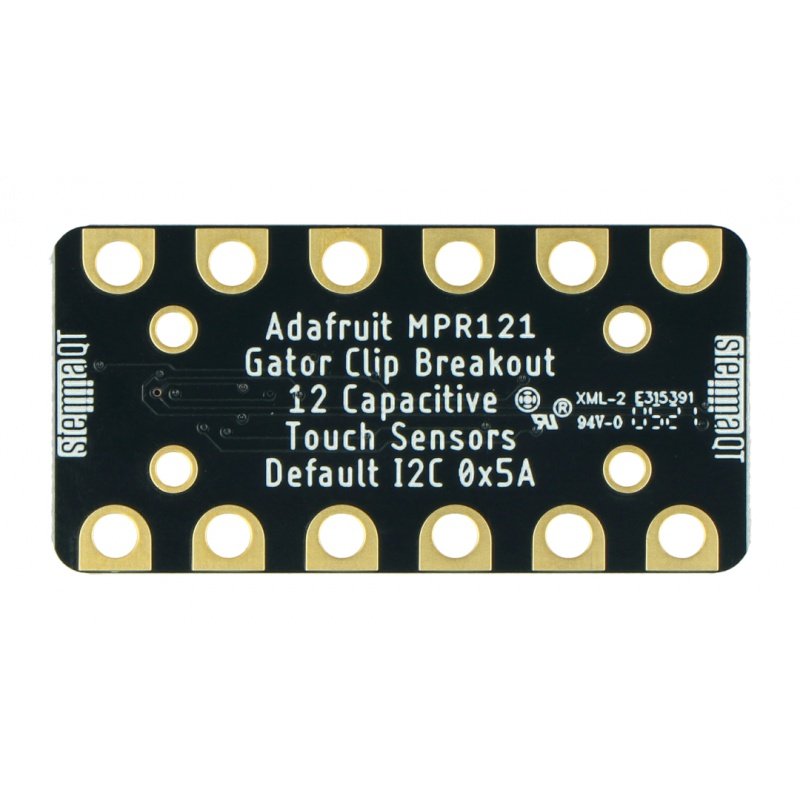 Adafruit MPR121
Gator Clip Breakout
12 Capacitive
Touch Sensors
Default I2C 0x5A
stemmaQT
stemmaQT
® XML-2 E315391
94V-0 0521